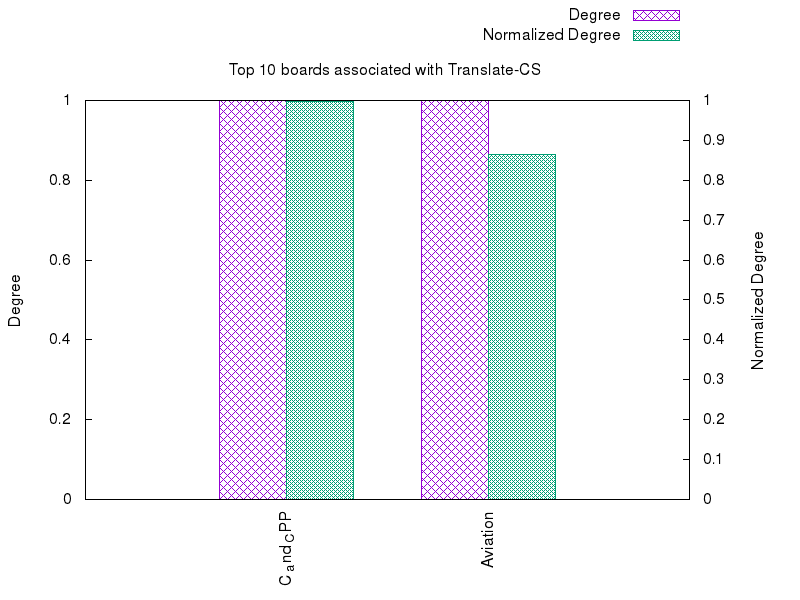 Degree
Normalized Degree
Top 10 boards associated with Translate-CS
1
0.8
0.6
0.4
0.2
0
Degree
1
0.9
0.8
0.7
0.6
0.5
0.4
0.3
0.2
0.1
0
Normalized Degree
C and CPP
Aviation